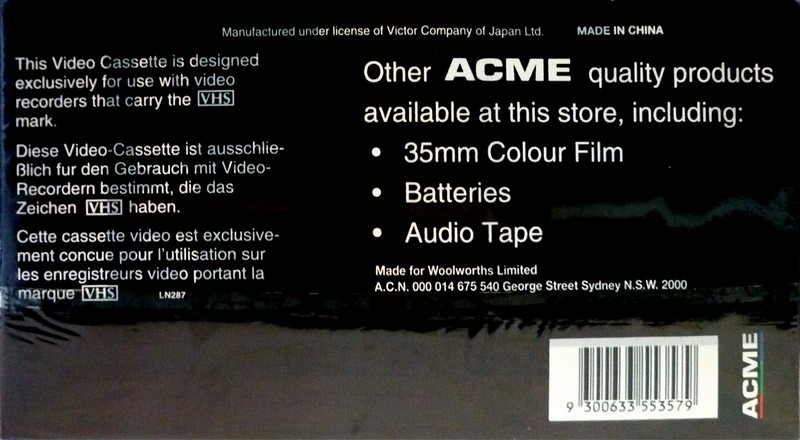 Manufactured under license of Victor Company of Japan Ltd. MADE IN CHINA
This Video Cassette is designed
exclusively for use with video
recorders that carry the VHS
mark.
Diese Video-Cassette ist ausschlie-
ßlich fur den Gebrauch mit Video-
Recordern bestimmt, die das
Zeichen VHS haben.
Cette cassette video est exclusive-
ment concue pour l'utilisation sur
les enregistreurs video portant la
marque VHS
LN287
Other ACME quality products
available at this store, including:
• 35mm Colour Film
• Batteries
• Audio Tape
Made for Woolworths Limited
A.C.N. 000 014 675 540 George Street Sydney N.S.W. 2000
9 300633 553579
ACME